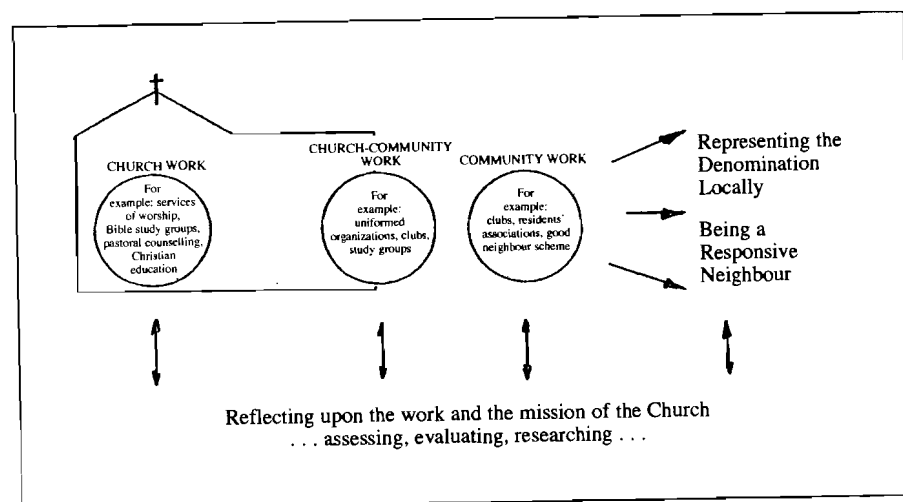 CHURCH WORK
For
example: services
of worship,
Bible study groups,
pastoral counselling,
Christian
education
CHURCH-COMMUNITY
WORK
For
example:
uniformed
organizations, clubs,
study groups
COMMUNITY WORK
For
example:
clubs, residents'
associations, good
neighbour scheme
Representing the
Denomination
Locally
Being a
Responsive
Neighbour
Reflecting upon the work and the mission of the Church
. . . assessing, evaluating, researching . . .